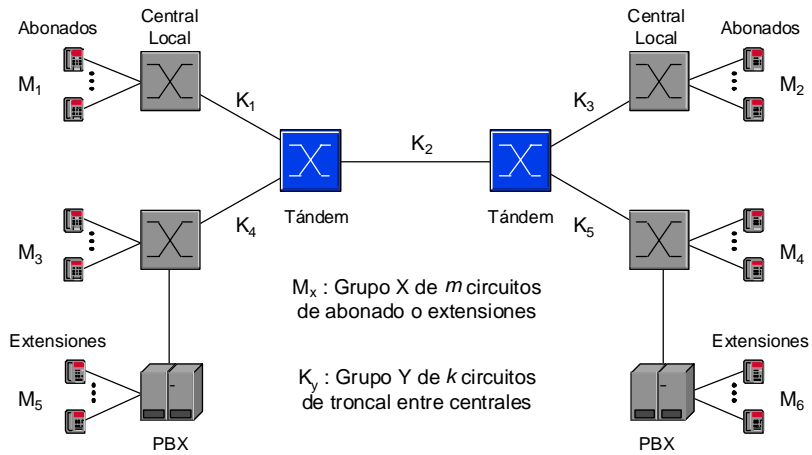 Abonados
Central
Local
Central
Local
Abonados
M1
K1
K3
M2
K2
Tándem
Tándem
M3
K4
K5
M4
Mx : Grupo X de m circuitos
de abonado o extensiones
Extensiones
Extensiones
Ky : Grupo Y de k circuitos
de troncal entre centrales
M5
M6
PBX
PBX